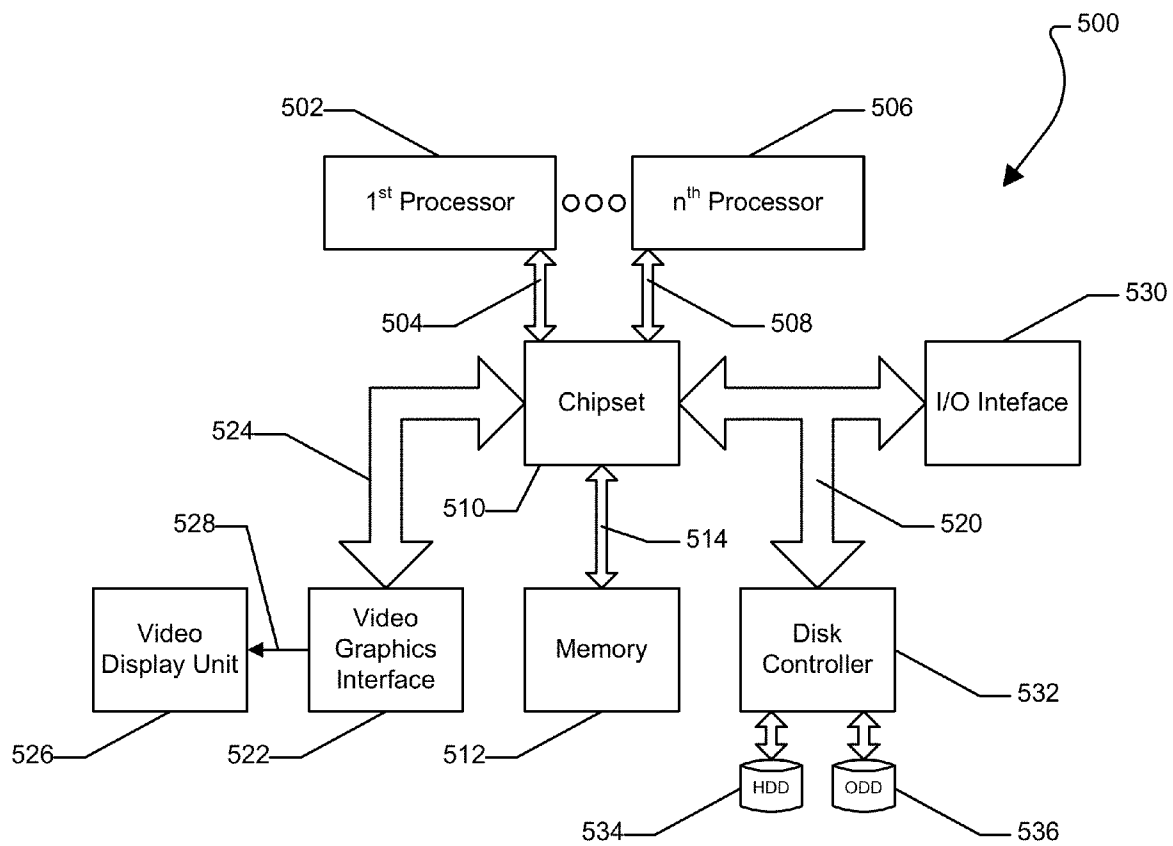 500
502
506
1st Processor
nth Processor
504
508
530
Chipset
I/O Inteface
524
510
520
528
514
Video
Display Unit
Video
Graphics
Interface
Memory
Disk
Controller
532
526
522
512
HDD
ODD
534
536